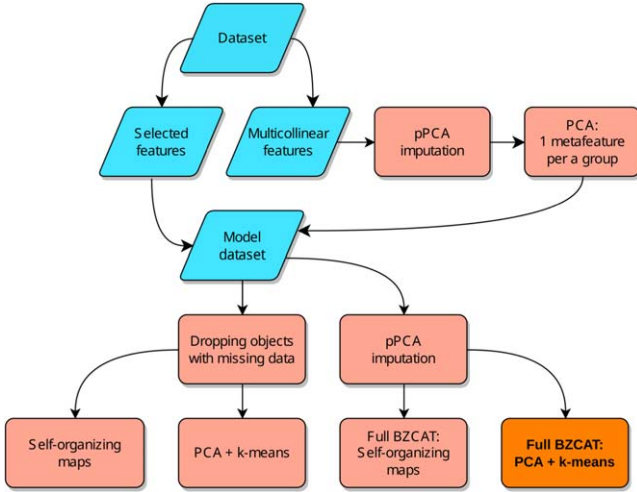 Dataset
Selected
features
Multicollinear
features
pPCA
imputation
PCA:
1 metafeature
per a group
Model
dataset
Dropping objects
with missing data
pPCA
imputation
Self-organizing
maps
PCA + k-means
Full BZCAT:
Self-organizing
maps
Full BZCAT:
PCA + k-means